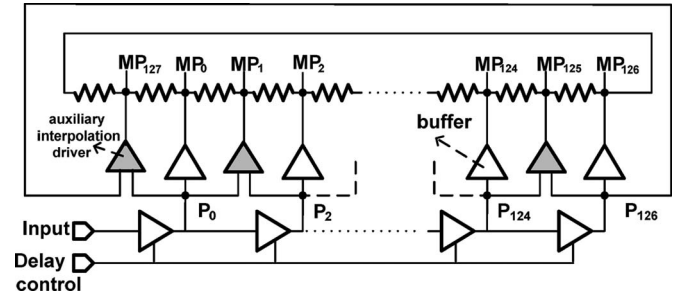 MP127 MP0 MP1 MP2 MP124 MP125 MP126
auxiliary
interpolation
driver
buffer
P0 P2 P124 P126
Input
Delay
control